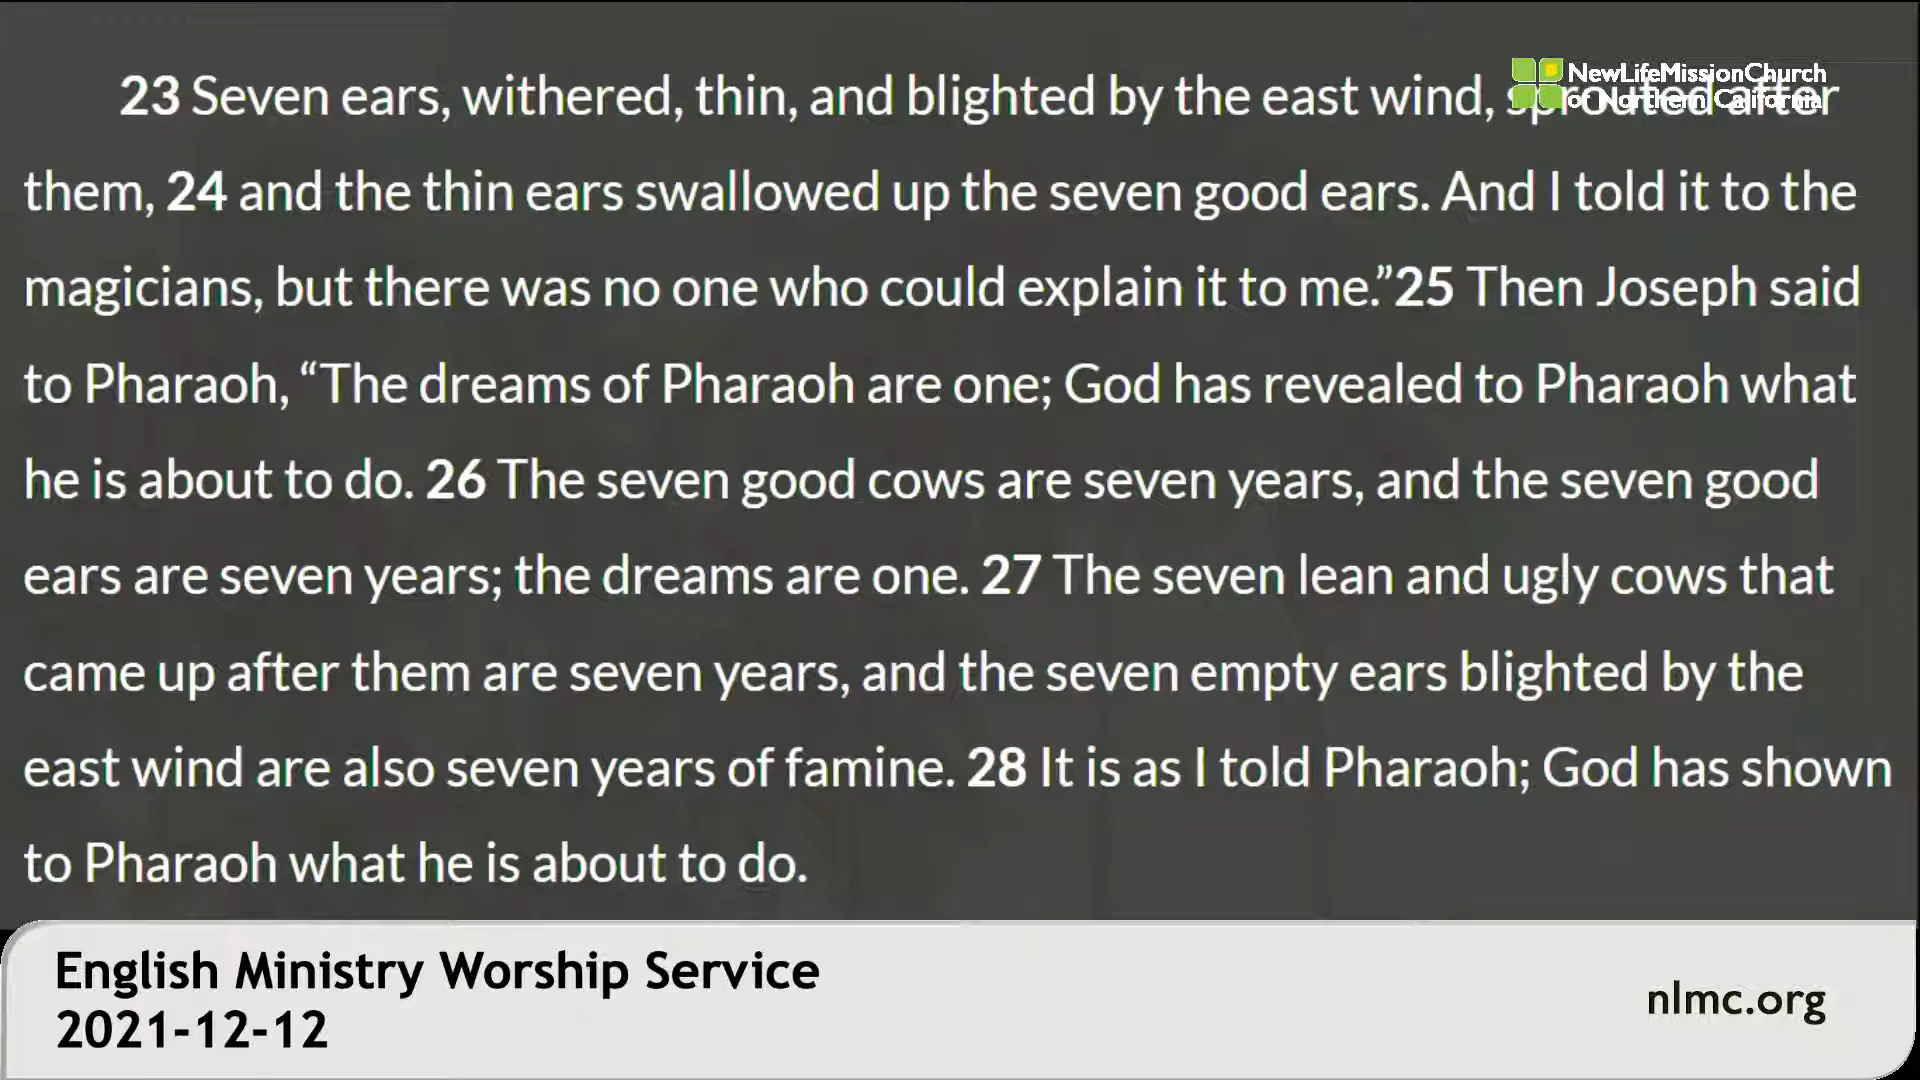 NewLifeMissionChurch
of Northern California
23 Seven ears, withered, thin, and blighted by the east wind, sprouted after
them, 24 and the thin ears swallowed up the seven good ears. And I told it to the
magicians, but there was no one who could explain it to me.”25 Then Joseph said
to Pharaoh, “The dreams of Pharaoh are one; God has revealed to Pharaoh what
he is about to do. 26 The seven good cows are seven years, and the seven good
ears are seven years; the dreams are one. 27 The seven lean and ugly cows that
came up after them are seven years, and the seven empty ears blighted by the
east wind are also seven years of famine. 28 It is as I told Pharaoh; God has shown
to Pharaoh what he is about to do.
English Ministry Worship Service
2021-12-12
nlmc.org